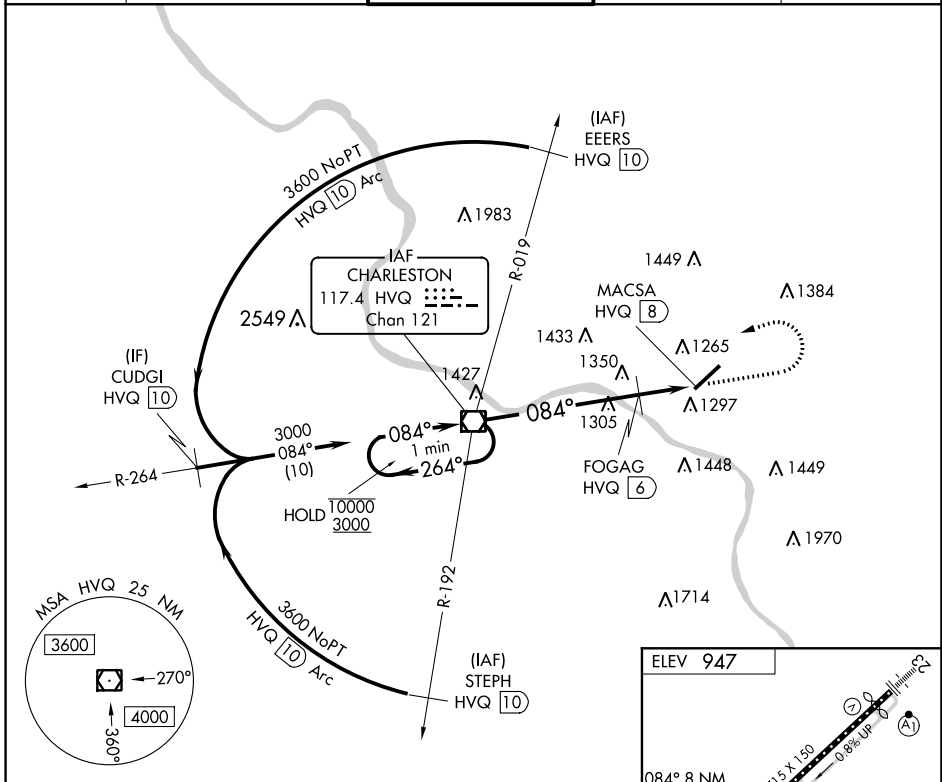 (IAF)
EEERS
HVQ 10
3600 NoPT
HVQ 10 Arc
1983
R-019
IAF
CHARLESTON
117.4 HVQ
Chan 121
1449
MACSA
HVQ 8
1384
2549
1433
1265
1350
(IF)
CUDGI
HVQ 10
1427
084°
1297
1305
3000
084°
(10)
084°
1 min
264°
R-264
FOGAG
HVQ 6
1448
1449
HOLD 10000
3000
1970
R-192
1714
3600 NoPT
HVQ 10 Arc
(IAF)
STEPH
HVQ 10
MSA HVQ 25 NM
3600
270°
4000
360°
ELEV 947
23
V
A1
0.8% UP
15 X 150
084° 8 NM